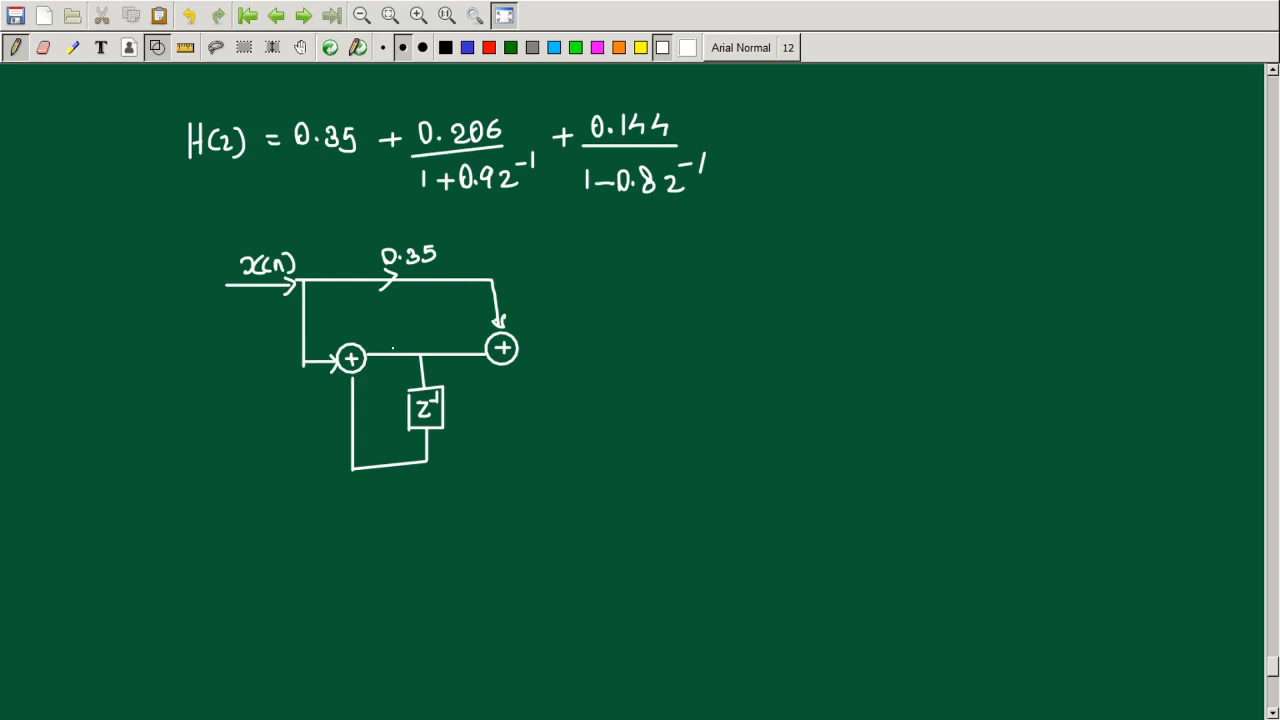 Arial Normal 12
H(z) = 0.35 + 0.206 / 1+0.9z⁻¹ + 0.144 / 1-0.8z⁻¹
x(n)
0.35
+
+
z⁻¹